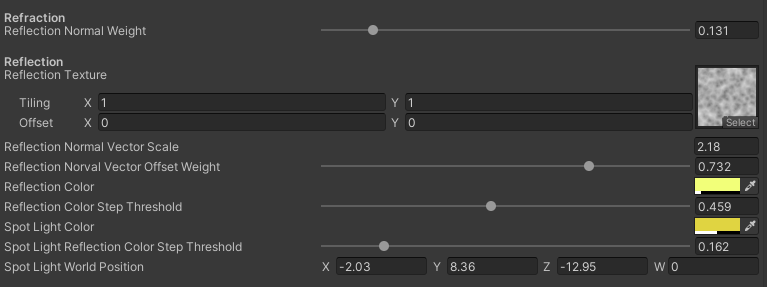 Refraction
Reflection Normal Weight 0.131
Reflection
Reflection Texture
Tiling X 1 Y 1
Offset X 0 Y 0
Select
Reflection Normal Vector Scale 2.18
Reflection Norval Vector Offset Weight 0.732
Reflection Color
Reflection Color Step Threshold 0.459
Spot Light Color
Spot Light Reflection Color Step Threshold 0.162
Spot Light World Position X -2.03 Y 8.36 Z -12.95 W 0